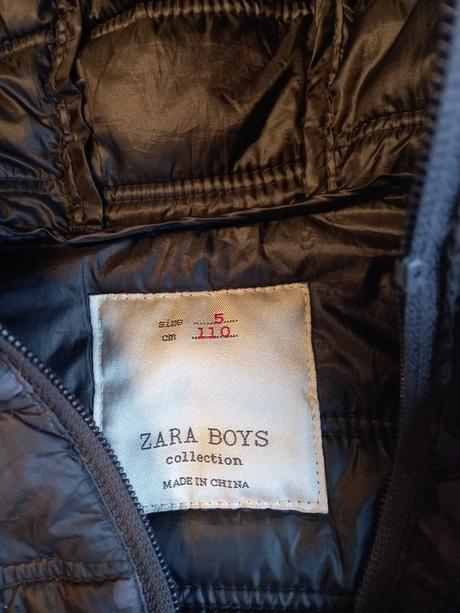 size 5
cm 110
ZARA BOYS
collection
MADE IN CHINA